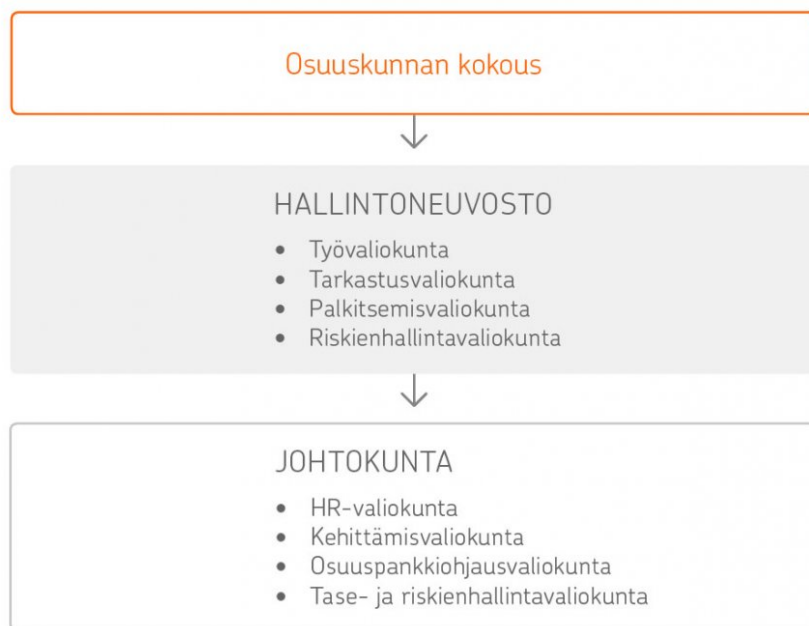 Osuuskunnan kokous
HALLINTONEUVOSTO
• Työvaliokunta
• Tarkastusvaliokunta
• Palkitsemisvaliokunta
• Riskienhallintavaliokunta
JOHTOKUNTA
• HR-valiokunta
• Kehittämisvaliokunta
• Osuuspankkiohjausvaliokunta
• Tase- ja riskienhallintavaliokunta